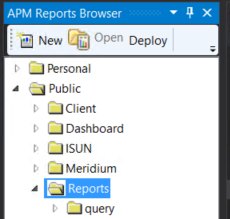 APM Reports Browser
New Open Deploy
Personal
Public
Client
Dashboard
ISUN
Meridium
Reports
query